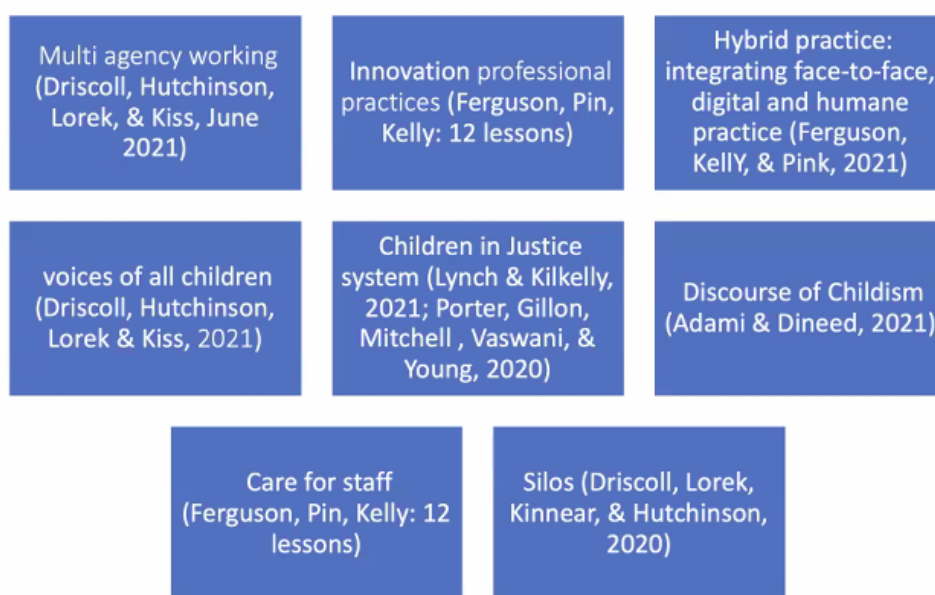 Multi agency working
(Driscoll, Hutchinson,
Lorek, & Kiss, June
2021)
Innovation professional
practices (Ferguson, Pin,
Kelly: 12 lessons)
Hybrid practice:
integrating face-to-face,
digital and humane
practice (Ferguson,
KellY, & Pink, 2021)
voices of all children
(Driscoll, Hutchinson,
Lorek & Kiss, 2021)
Children in Justice
system (Lynch & Kilkelly,
2021; Porter, Gillon,
Mitchell , Vaswani, &
Young, 2020)
Discourse of Childism
(Adami & Dineed, 2021)
Care for staff
(Ferguson, Pin, Kelly: 12
lessons)
Silos (Driscoll, Lorek,
Kinnear, & Hutchinson,
2020)